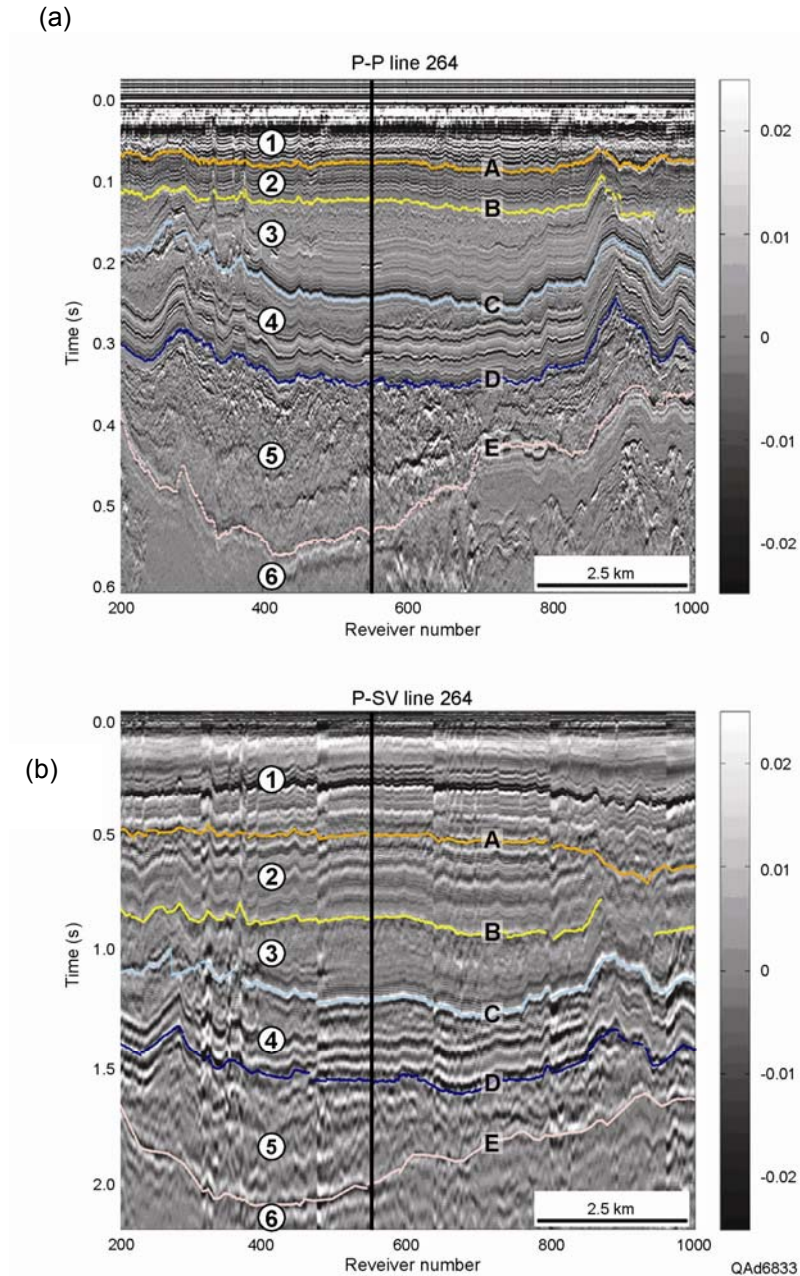 (a)
P-P line 264
0.0
0.1
0.2
0.3
0.4
0.5
0.6
Time (s)
1
2
3
4
5
6
A
B
C
D
E
2.5 km
200
400
600
800
1000
Reveiver number
0.02
0.01
0
-0.01
-0.02
(b)
P-SV line 264
0.0
0.5
1.0
1.5
2.0
Time (s)
1
2
3
4
5
6
A
B
C
D
E
2.5 km
200
400
600
800
1000
Reveiver number
0.02
0.01
0
-0.01
-0.02
QAd6833